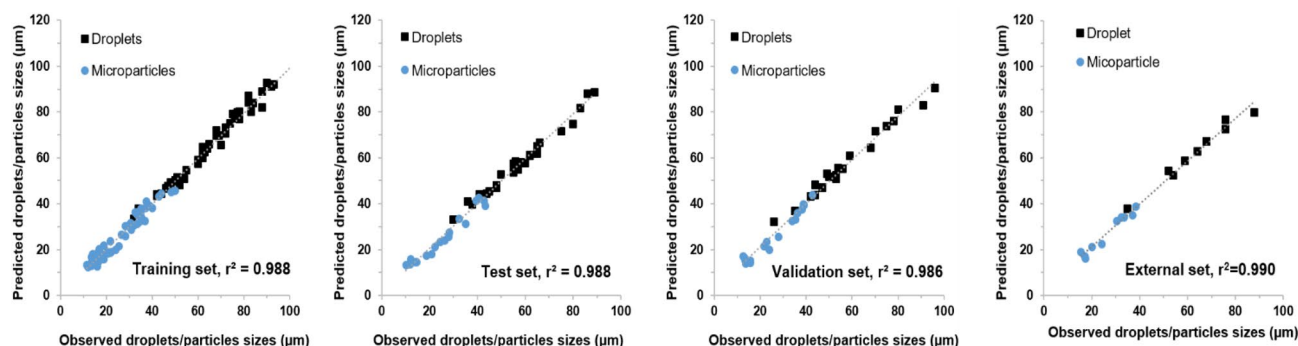 Predicted droplets/particles sizes (µm)
120
100
80
60
40
20
0
Droplets
Microparticles
Training set, r² = 0.988
0 20 40 60 80 100
Observed droplets/particles sizes (µm)
Predicted droplets/particles sizes (µm)
120
100
80
60
40
20
0
Droplets
Microparticles
Test set, r² = 0.988
0 20 40 60 80 100
Observed droplets/particles sizes (µm)
Predicted droplets/particles sizes (µm)
120
100
80
60
40
20
0
Droplets
Microparticles
Validation set, r² = 0.986
0 20 40 60 80 100
Observed droplets/particles sizes (µm)
Predicted droplets/particles sizes (µm)
120
100
80
60
40
20
0
Droplet
Micoparticle
External set, r²=0.990
0 20 40 60 80 100
Observed droplets/particles sizes (µm)